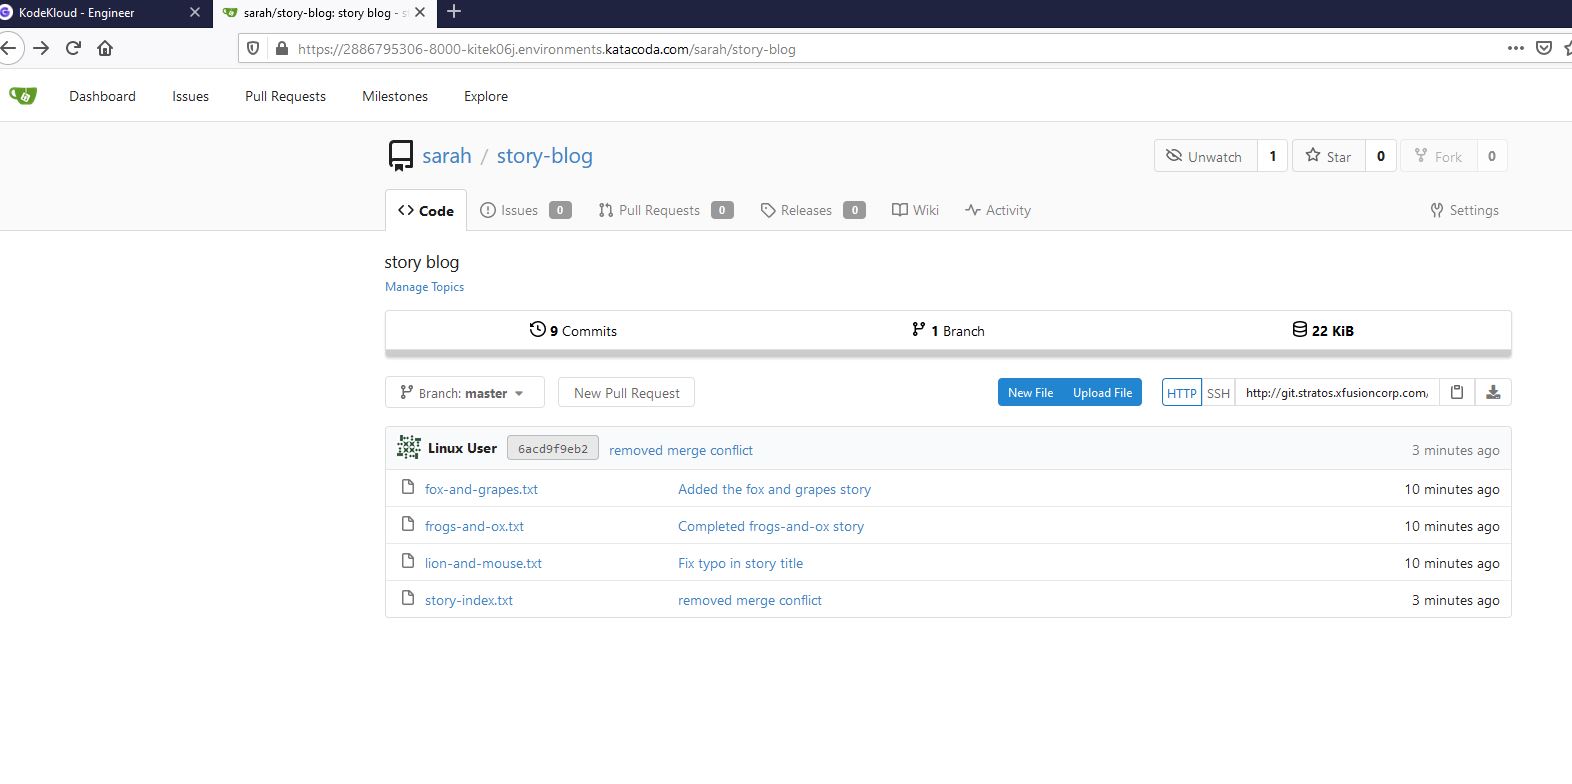 KodeKloud - Engineer
sarah/story-blog: story blog - s
https://2886795306-8000-kitek06j.environments.katacoda.com/sarah/story-blog
Dashboard Issues Pull Requests Milestones Explore
sarah / story-blog
Unwatch 1 Star 0 Fork 0
Code Issues 0 Pull Requests 0 Releases 0 Wiki Activity Settings
story blog
Manage Topics
9 Commits 1 Branch 22 KiB
Branch: master New Pull Request New File Upload File HTTP SSH http://git.stratos.xfusioncorp.com/
Linux User 6acd9f9eb2 removed merge conflict 3 minutes ago
fox-and-grapes.txt Added the fox and grapes story 10 minutes ago
frogs-and-ox.txt Completed frogs-and-ox story 10 minutes ago
lion-and-mouse.txt Fix typo in story title 10 minutes ago
story-index.txt removed merge conflict 3 minutes ago